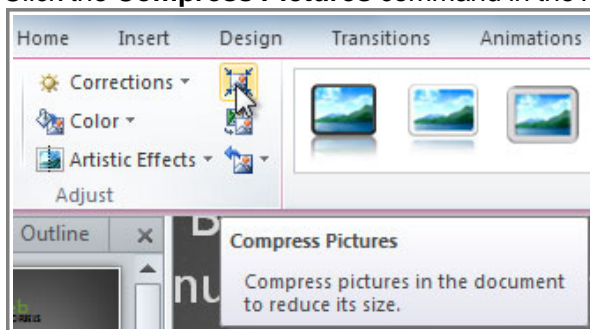 Click the Compress Pictures command in the
Home Insert Design Transitions Animations
Corrections
Color
Artistic Effects
Adjust
Outline
Compress Pictures
Compress pictures in the document
to reduce its size.
nu